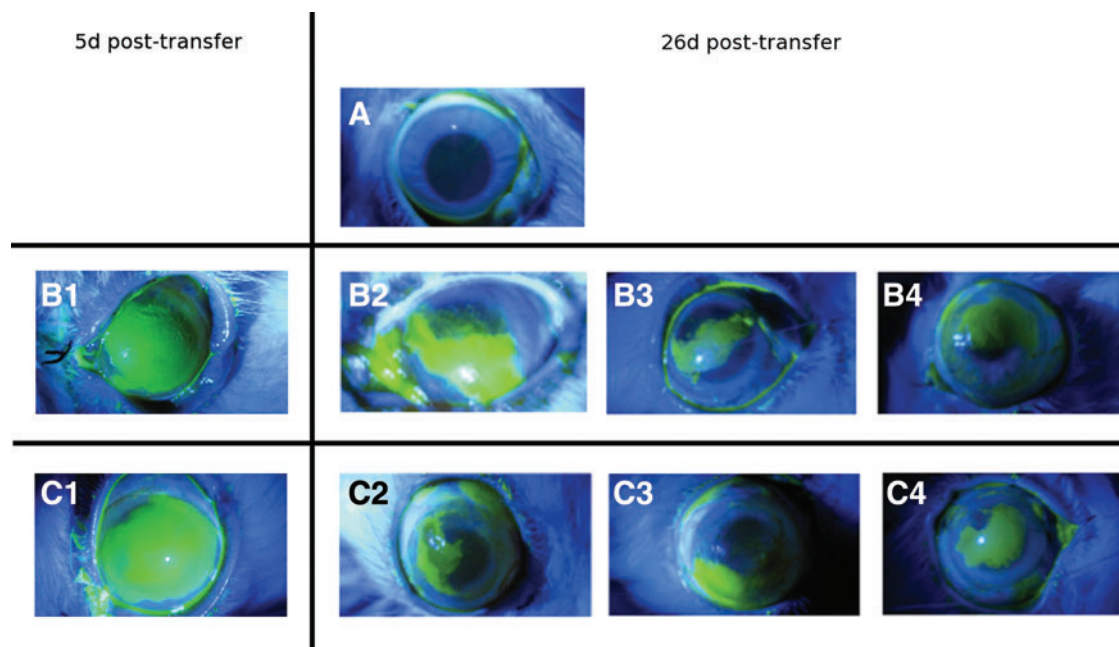 5d post-transfer
26d post-transfer
A
B1
B2
B3
B4
C1
C2
C3
C4